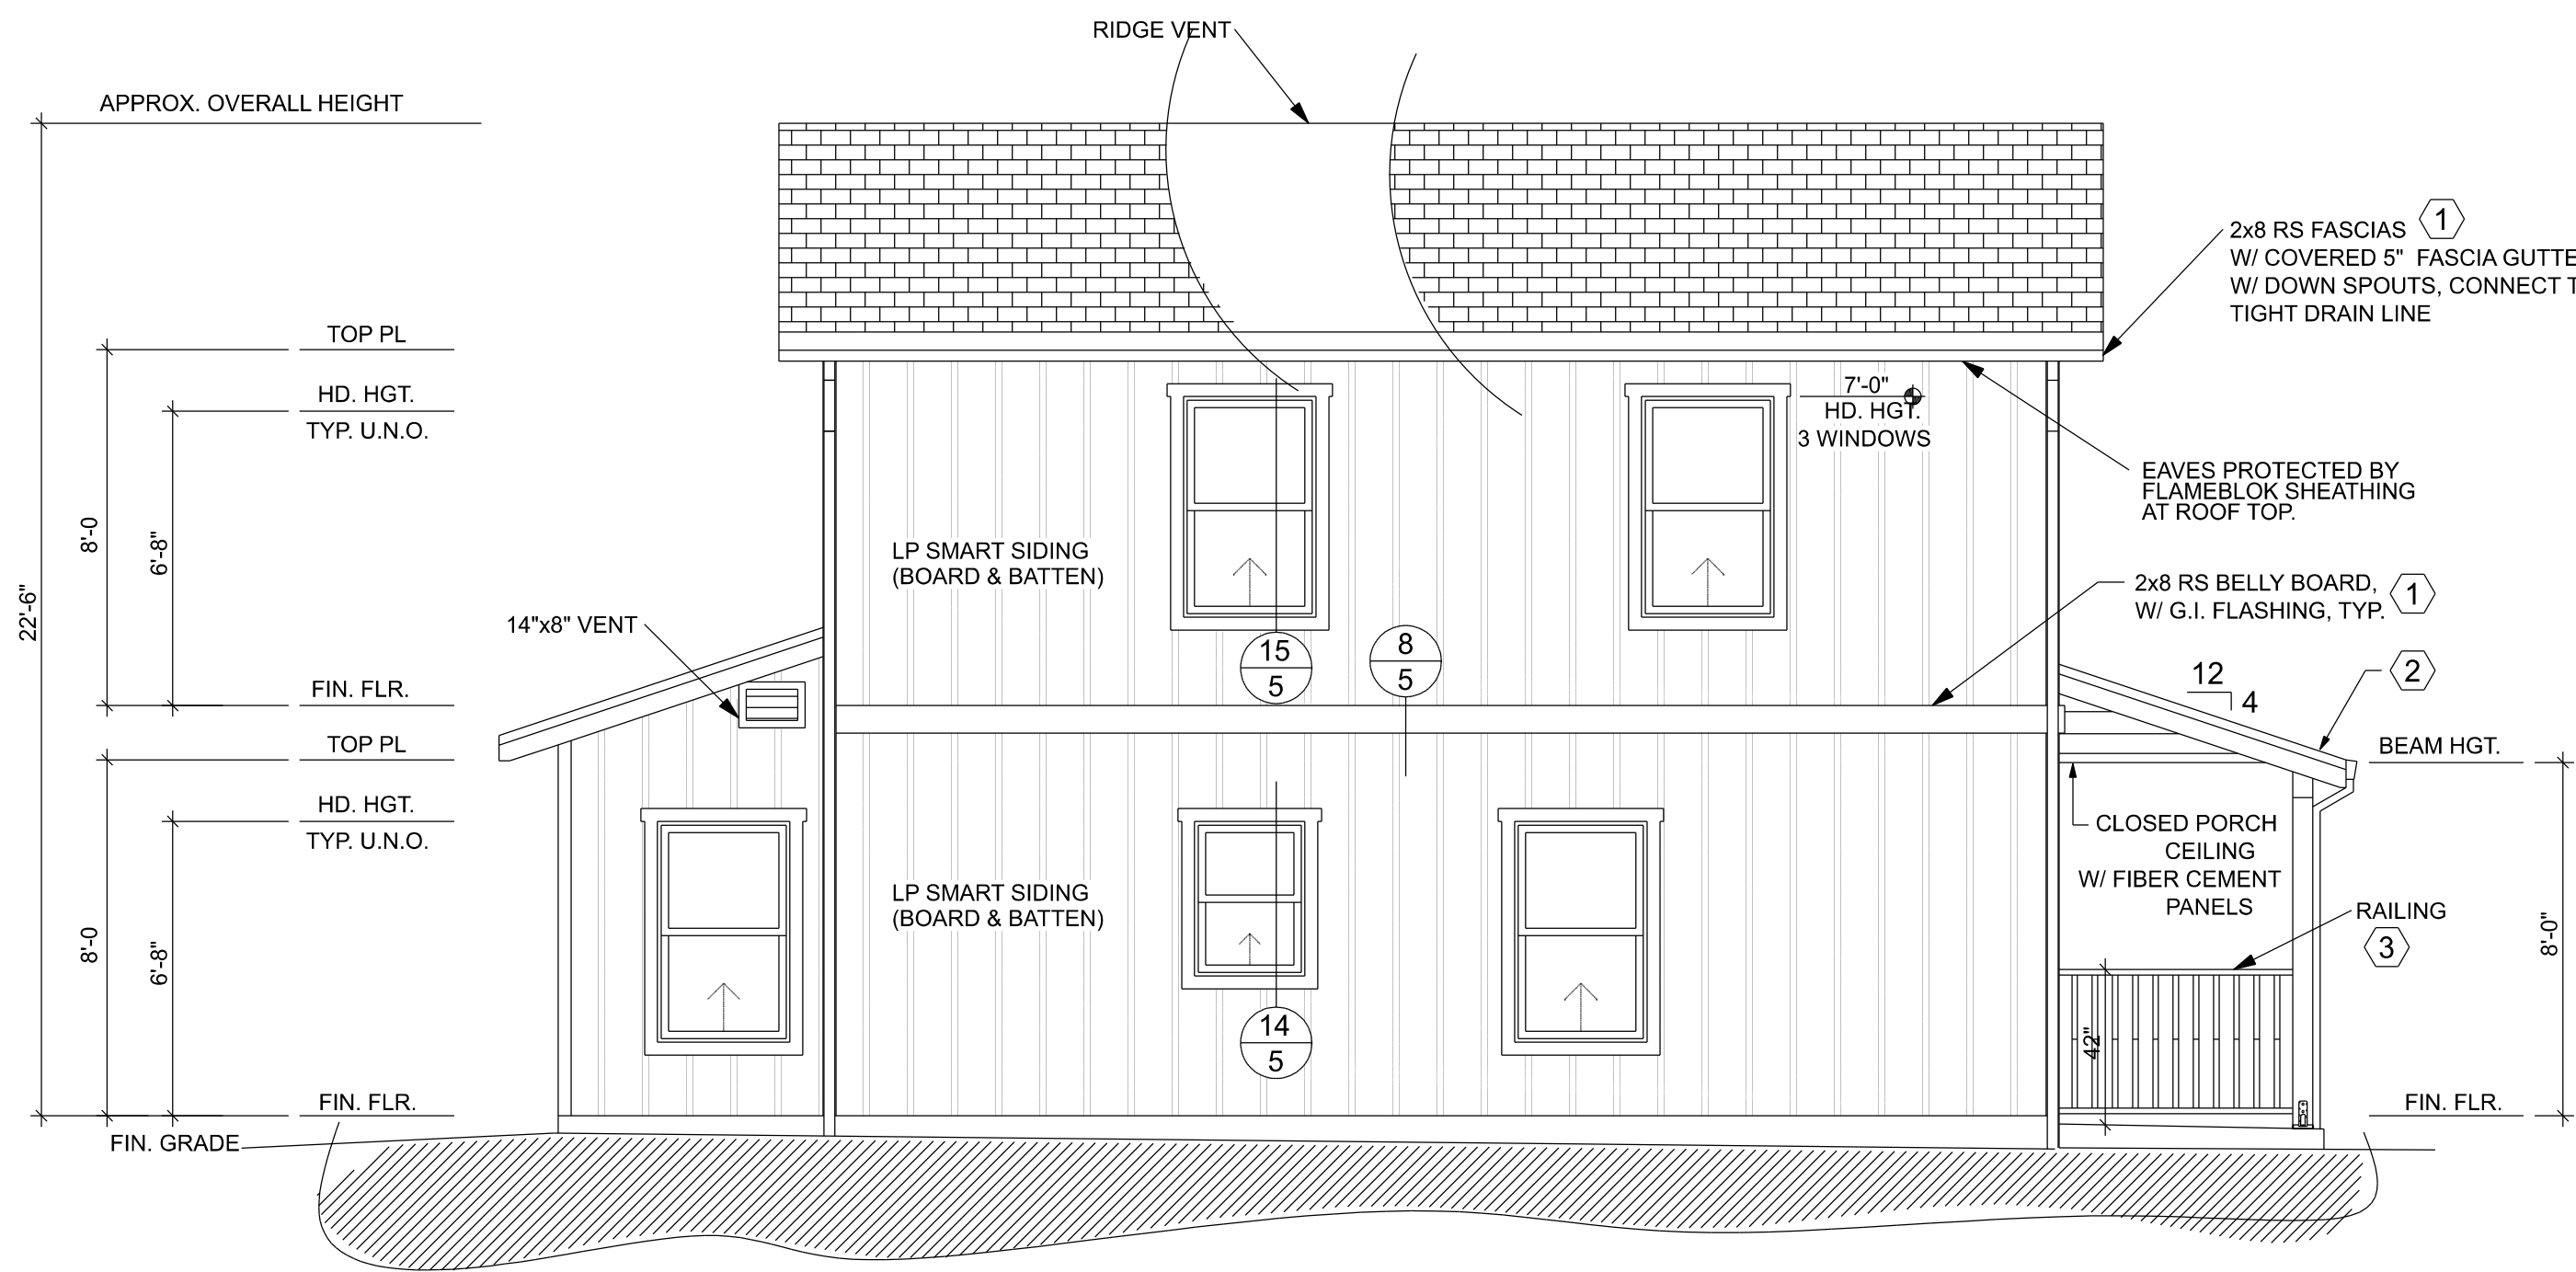 RIDGE VENT
APPROX. OVERALL HEIGHT
1
2x8 RS FASCIAS
W/ COVERED 5" FASCIA GUTTE
W/ DOWN SPOUTS, CONNECT T
TIGHT DRAIN LINE
TOP PL
HD. HGT.
TYP. U.N.O.
7'-0"
HD. HGT.
3 WINDOWS
EAVES PROTECTED BY
FLAMEBLOK SHEATHING
AT ROOF TOP.
8'-0
6'-8"
22'-6"
LP SMART SIDING
(BOARD & BATTEN)
2x8 RS BELLY BOARD,
W/ G.I. FLASHING, TYP.
1
14"x8" VENT
15
5
8
5
12
4
2
FIN. FLR.
TOP PL
BEAM HGT.
HD. HGT.
TYP. U.N.O.
CLOSED PORCH
CEILING
W/ FIBER CEMENT
PANELS
LP SMART SIDING
(BOARD & BATTEN)
RAILING
3
8'-0
6'-8"
8'-0"
14
5
42"
FIN. FLR.
FIN. FLR.
FIN. GRADE